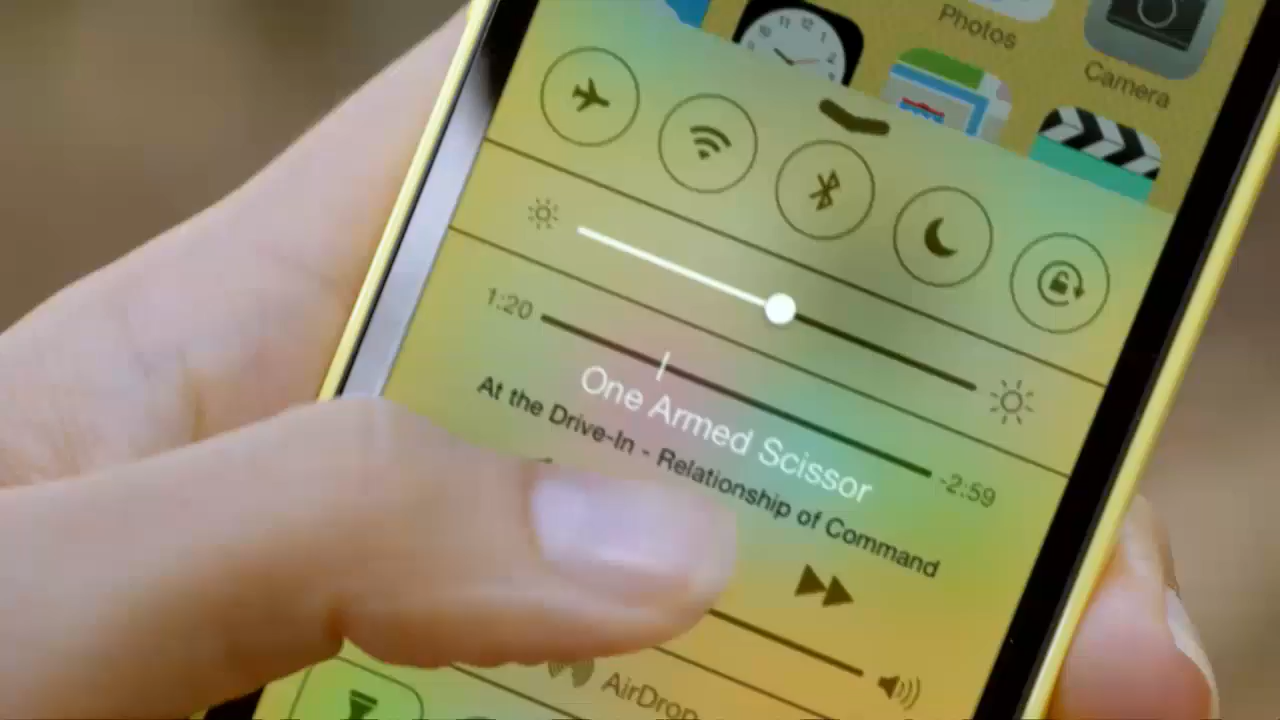 Photos
Camera
1:20
-2:59
One Armed Scissor
At the Drive-In - Relationship of Command
AirDrop